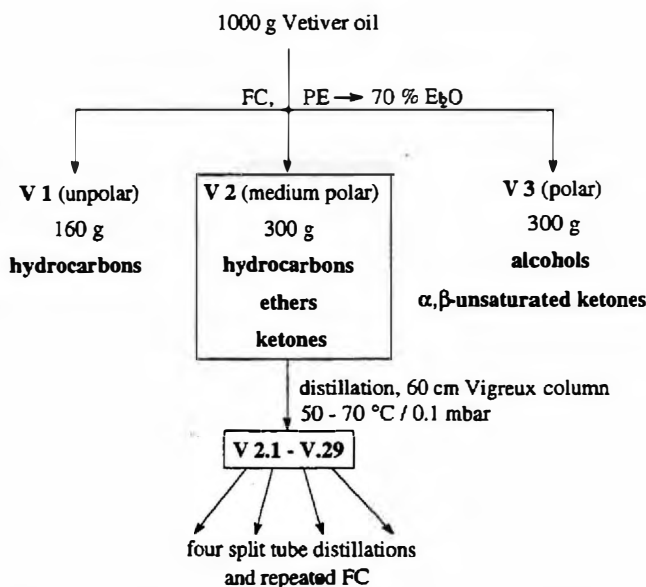 1000 g Vetiver oil
FC, PE → 70 % Et₂O
V 1 (unpolar)
160 g
hydrocarbons
V 2 (medium polar)
300 g
hydrocarbons
ethers
ketones
V 3 (polar)
300 g
alcohols
α,β-unsaturated ketones
distillation, 60 cm Vigreux column
50 - 70 °C / 0.1 mbar
V 2.1 - V.29
four split tube distillations
and repeated FC